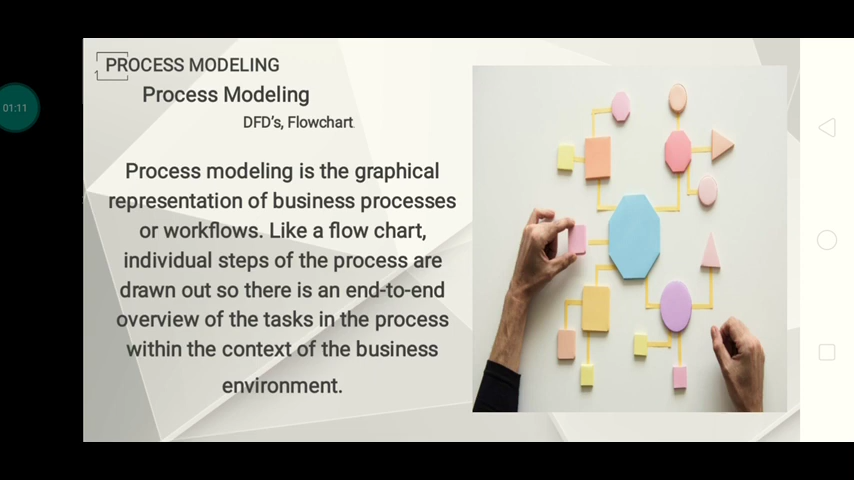 PROCESS MODELING
01:11
Process Modeling
DFD's, Flowchart.
Process modeling is the graphical
representation of business processes
or workflows. Like a flow chart,
individual steps of the process are
drawn out so there is an end-to-end
overview of the tasks in the process
within the context of the business
environment.